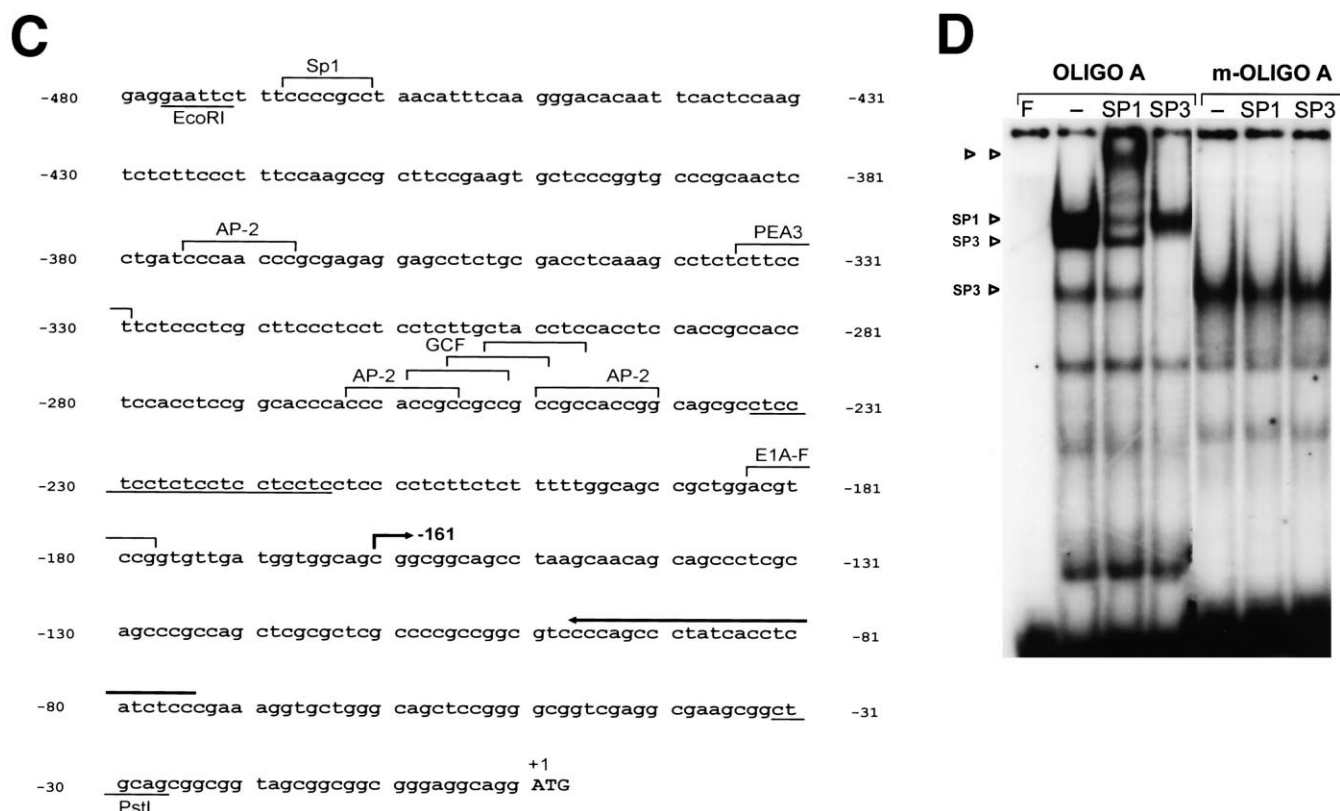 C
Sp1
-480 gaggaattct ttccccgcct aacatttcaa gggacacaat tcactccaag -431
EcoRI
-430 tctcttccct ttccaagccg cttccgaagt gctcccggtg cccgcaactc -381
AP-2 PEA3
-380 ctgatcccaa cccgcgagag gagcctctgc gacctcaaag cctctcttcc -331
-330 ttctccctcg cttccctcct cctcttgcta cctccacctc caccgccacc -281
GCF
AP-2 AP-2
-280 tccacctccg gcacccaccc accgccgccg ccgccaccgg cagcgcctcc -231
E1A-F
-230 tcctctcctc ctcctcctcc cctcttctct ttttggcagc cgctggacgt -181
-161
-180 ccggtgttga tggtggcagc ggcggcagcc taagcaacag cagccctcgc -131
-130 agcccgccag ctcgcgctcg ccccgccggc gtccccagcc ctatcacctc -81
-80 atctcccgaa aggtgctggg cagctccggg gcggtcgagg cgaagcggct -31
+1
-30 gcagcggcgg tagcggcggc gggaggcagg ATG
PstI
D
OLIGO A m-OLIGO A
F – SP1 SP3 – SP1 SP3
SP1
SP3
SP3